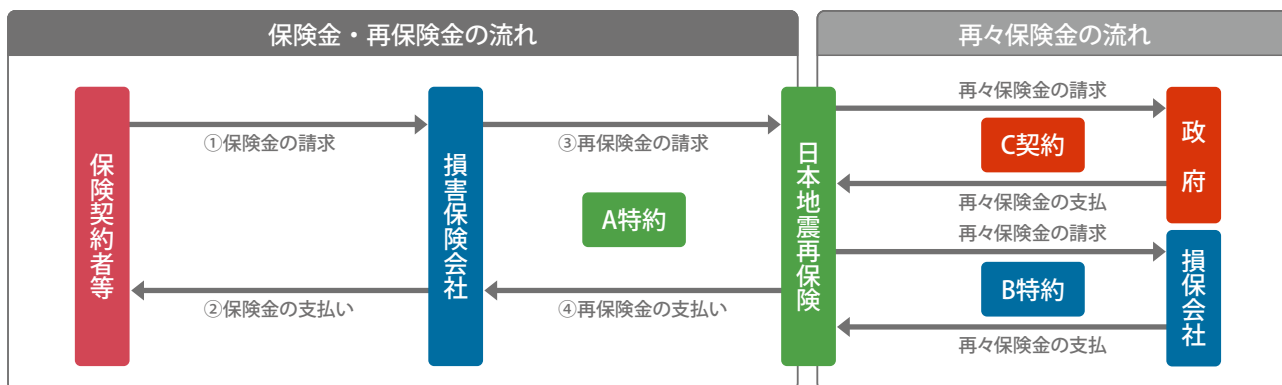 保険金・再保険金の流れ
再々保険金の流れ
保険契約者等
①保険金の請求
②保険金の支払い
損害保険会社
③再保険金の請求
A特約
④再保険金の支払い
日本地震再保険
再々保険金の請求
C契約
再々保険金の支払
政府
再々保険金の請求
B特約
再々保険金の支払
損保会社